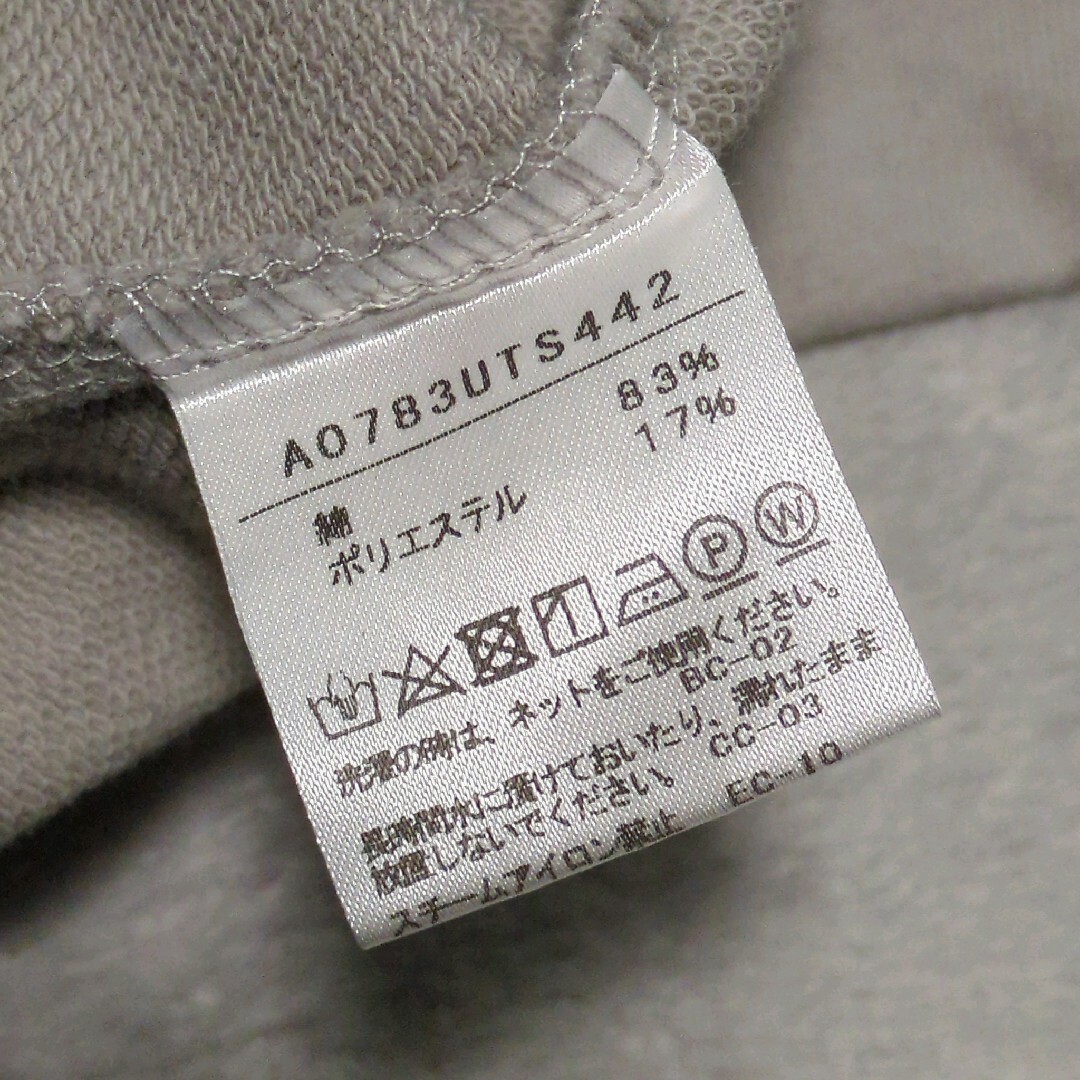 A0783UTS442
綿 83%
ポリエステル 17%
P W
洗濯の時は、ネットをご使用ください。
BC-02
長時間水に漬けておいたり、濡れたまま
放置しないでください。 CC-03
スチームアイロン禁止 EC-10